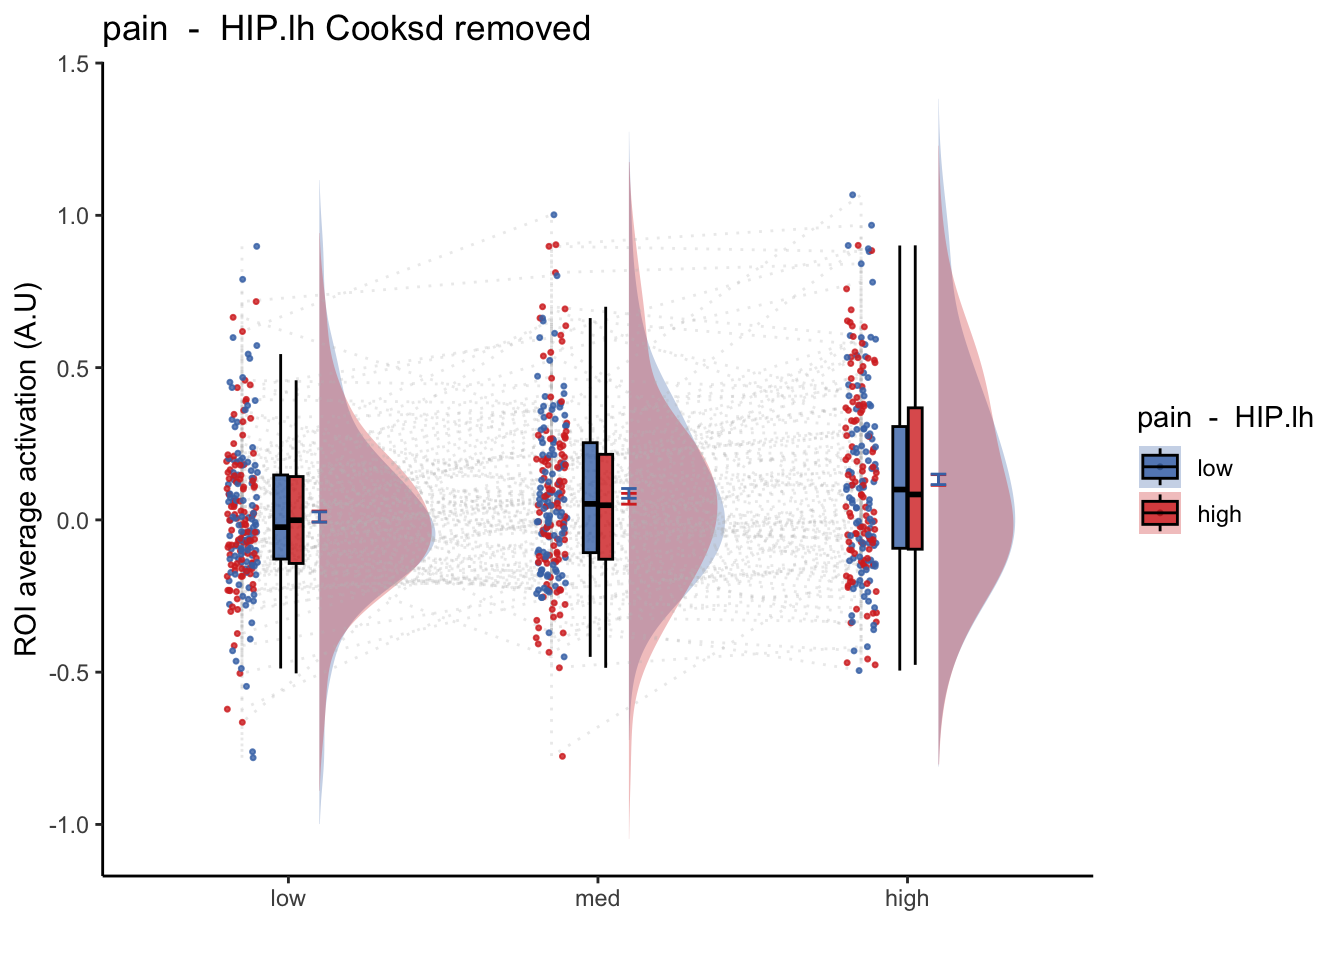 pain  -  HIP.lh Cooksd removed
ROI average activation (A.U)
1.5
1.0
0.5
0.0
-0.5
-1.0
low
med
high
pain  -  HIP.lh
low
high